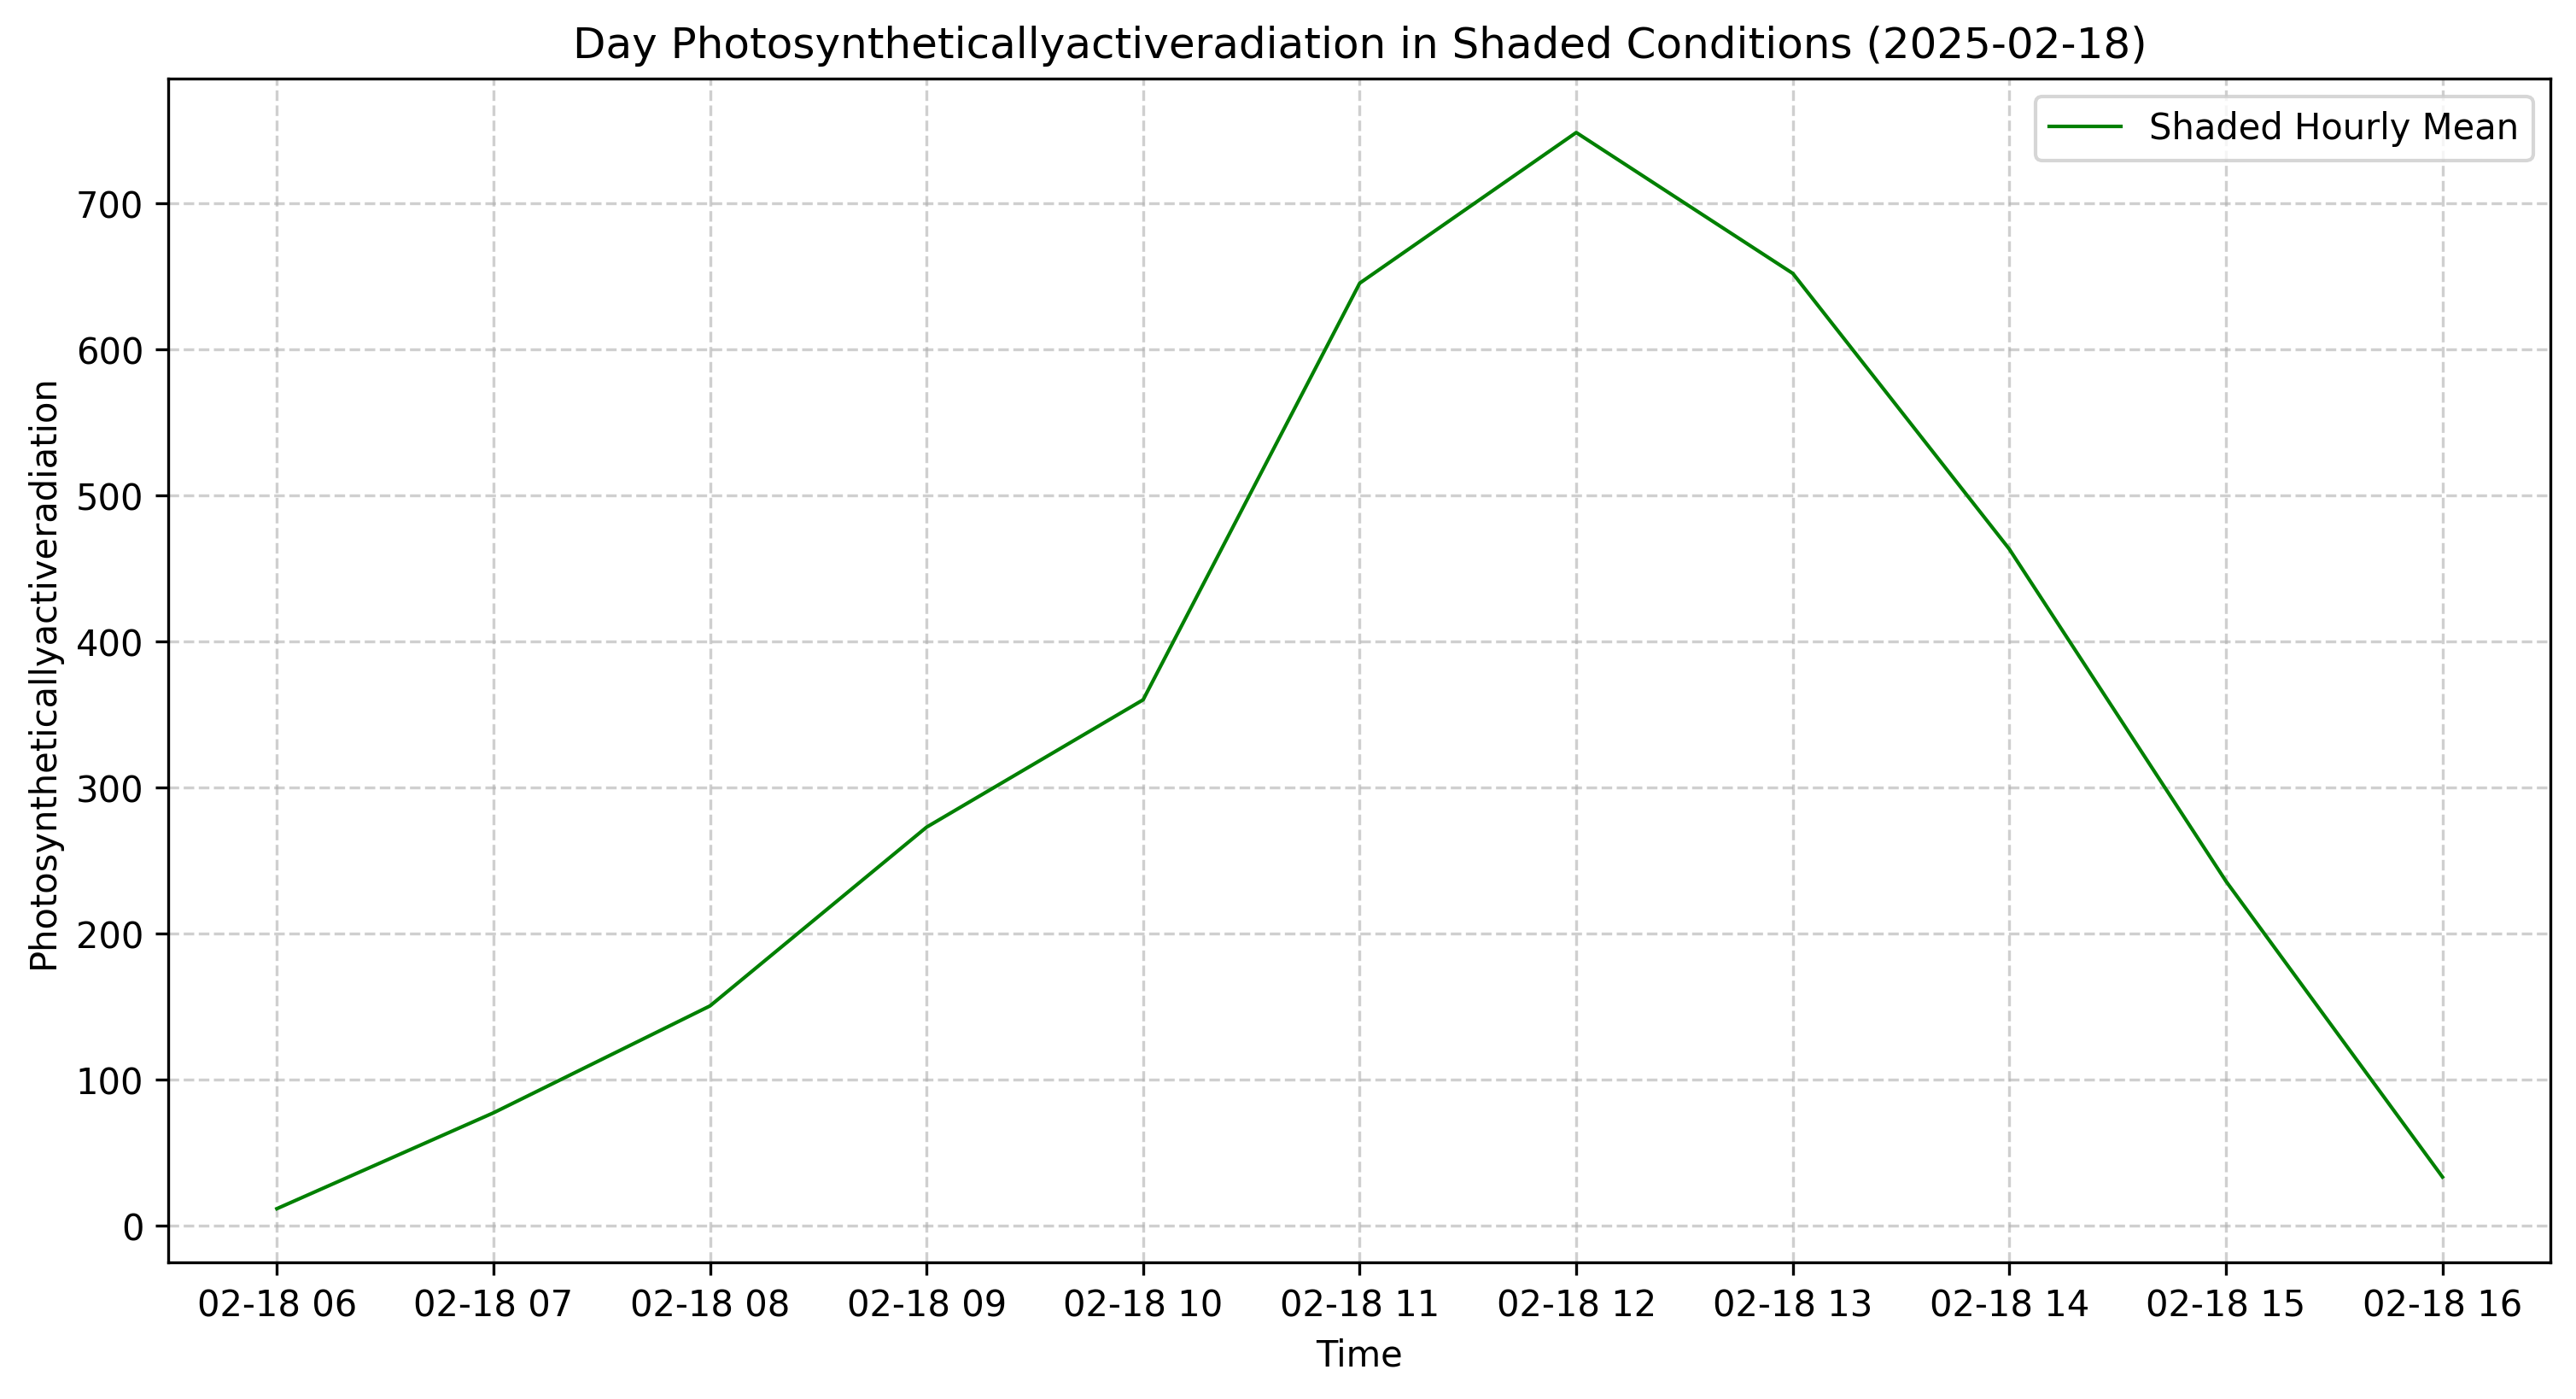 Day Photosyntheticallyactiveradiation in Shaded Conditions (2025-02-18)
Shaded Hourly Mean
Photosyntheticallyactiveradiation
700
600
500
400
300
200
100
0
02-18 06 02-18 07 02-18 08 02-18 09 02-18 10 02-18 11 02-18 12 02-18 13 02-18 14 02-18 15 02-18 16
Time